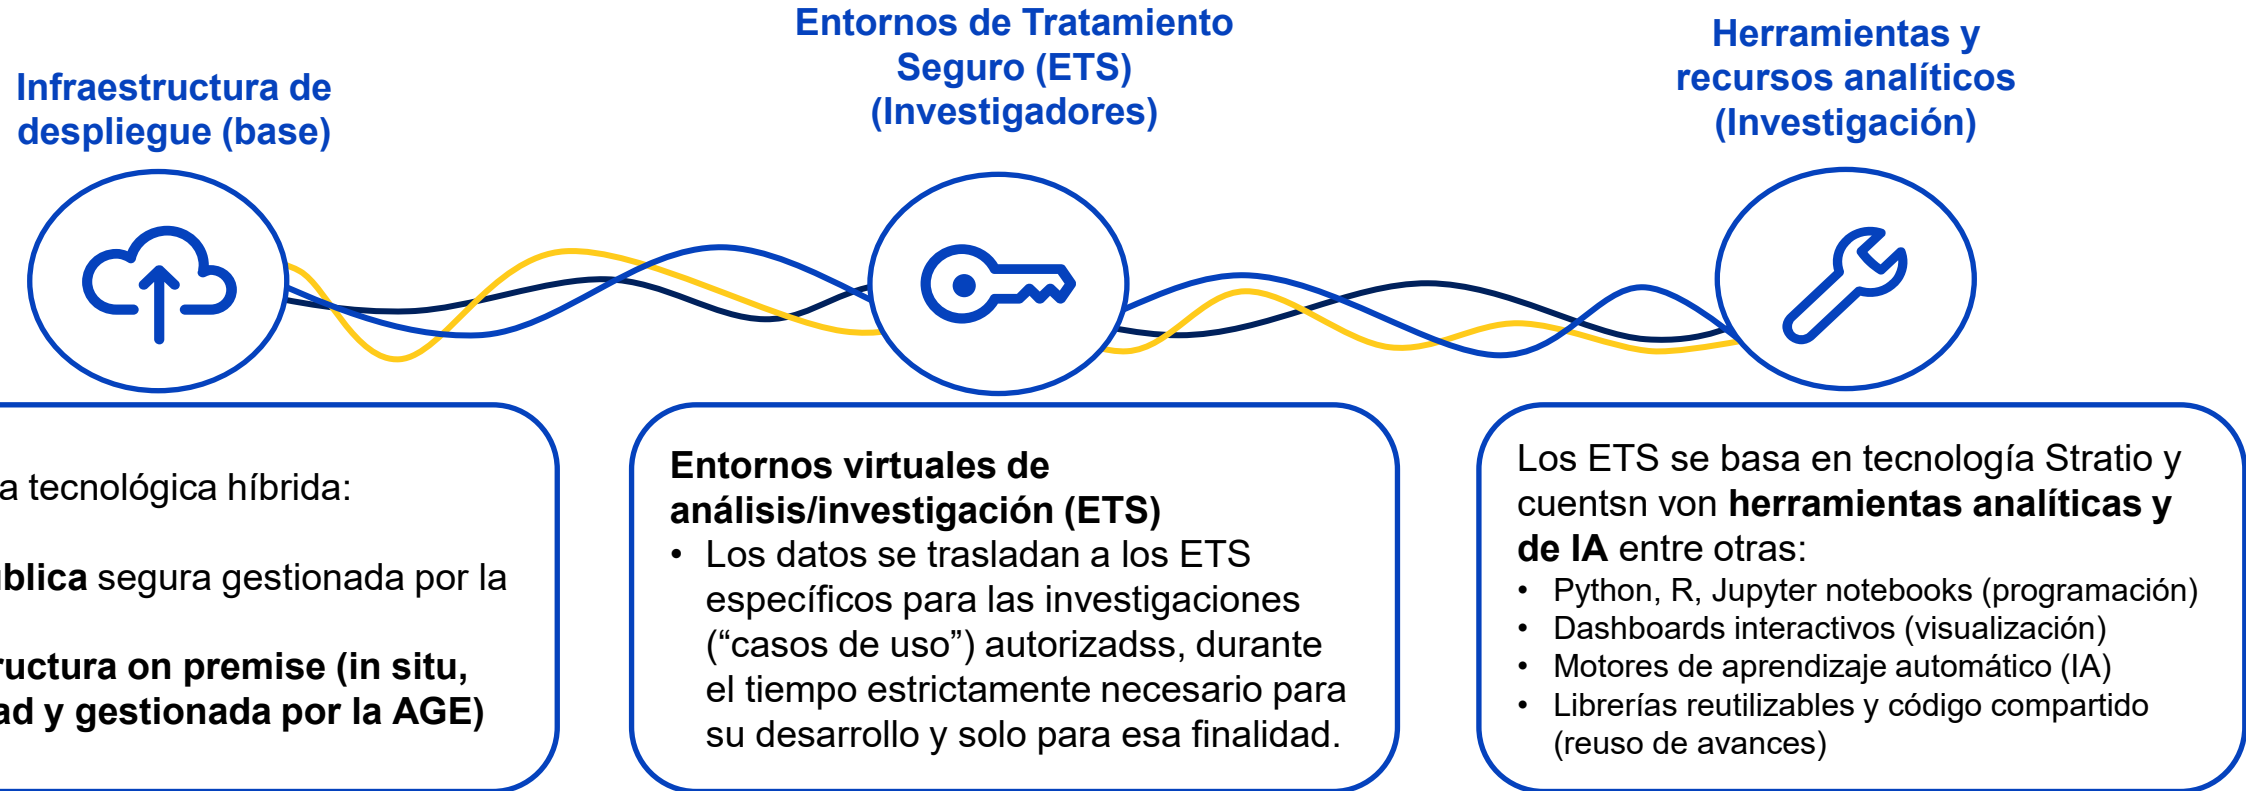 Infraestructura de
despliegue (base)
Entornos de Tratamiento
Seguro (ETS)
(Investigadores)
Herramientas y
recursos analíticos
(Investigación)
a tecnológica híbrida:
blica segura gestionada por la
ructura on premise (in situ,
ad y gestionada por la AGE)
Entornos virtuales de
análisis/investigación (ETS)
• Los datos se trasladan a los ETS
específicos para las investigaciones
(“casos de uso”) autorizadss, durante
el tiempo estrictamente necesario para
su desarrollo y solo para esa finalidad.
Los ETS se basa en tecnología Stratio y
cuentsn von herramientas analíticas y
de IA entre otras:
• Python, R, Jupyter notebooks (programación)
• Dashboards interactivos (visualización)
• Motores de aprendizaje automático (IA)
• Librerías reutilizables y código compartido
(reuso de avances)